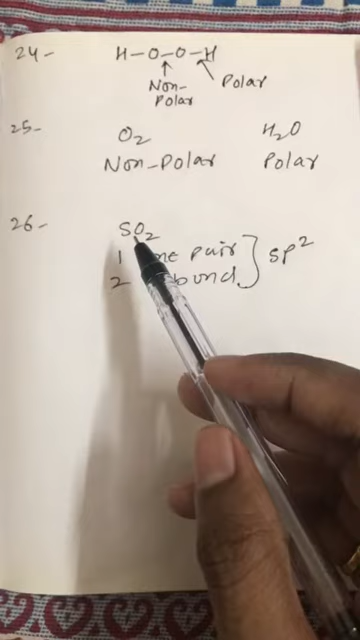 24- H-O-O-H
Non-Polar Polar
25- O2 H2O
Non-Polar Polar
26- SO2
1 pair } SP2
2 bond